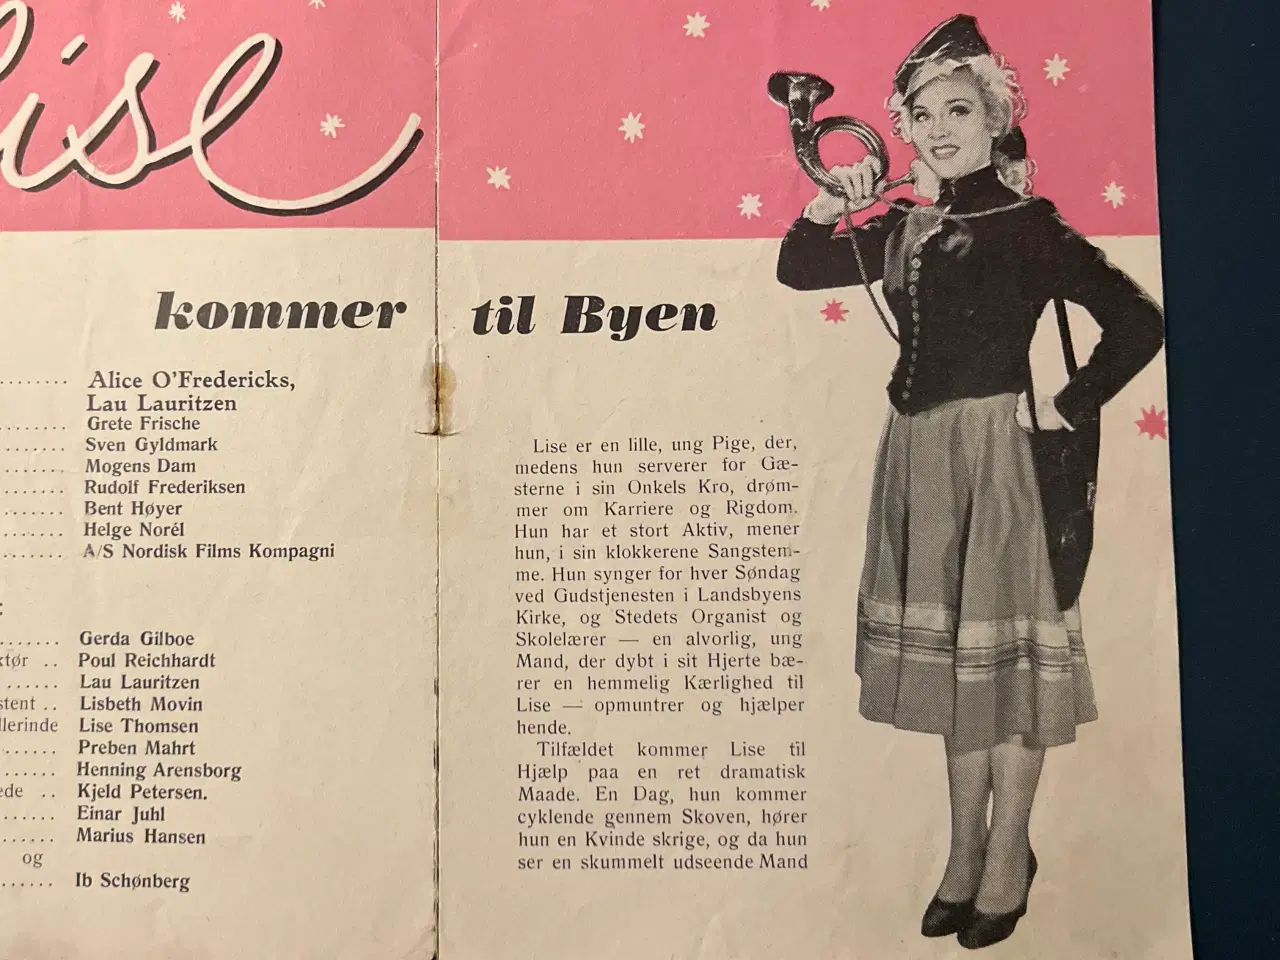 Lise
kommer til Byen
Alice O'Fredericks,
Lau Lauritzen
Grete Frische
Sven Gyldmark
Mogens Dam
Rudolf Frederiksen
Bent Høyer
Helge Norél
A/S Nordisk Films Kompagni
:
Gerda Gilboe
ktør .. Poul Reichhardt
Lau Lauritzen
stent .. Lisbeth Movin
llerinde Lise Thomsen
Preben Mahrt
Henning Arensborg
ede .. Kjeld Petersen.
Einar Juhl
Marius Hansen
og
Ib Schønberg
Lise er en lille, ung Pige, der,
medens hun serverer for Gæ-
sterne i sin Onkels Kro, drøm-
mer om Karriere og Rigdom.
Hun har et stort Aktiv, mener
hun, i sin klokkerene Sangstem-
me. Hun synger for hver Søndag
ved Gudstjenesten i Landsbyens
Kirke, og Stedets Organist og
Skolelærer — en alvorlig, ung
Mand, der dybt i sit Hjerte bæ-
rer en hemmelig Kærlighed til
Lise — opmuntrer og hjælper
hende.
Tilfældet kommer Lise til
Hjælp paa en ret dramatisk
Maade. En Dag, hun kommer
cyklende gennem Skoven, hører
hun en Kvinde skrige, og da hun
ser en skummelt udseende Mand